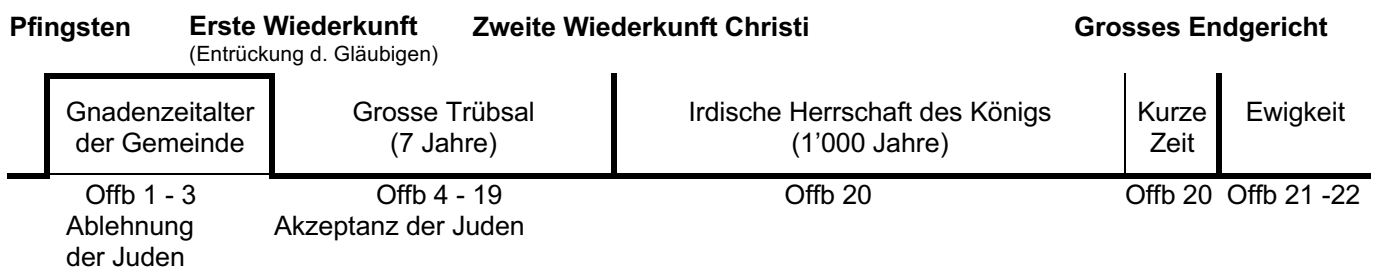 Pfingsten Erste Wiederkunft Zweite Wiederkunft Christi Grosses Endgericht
(Entrückung d. Gläubigen)
Gnadenzeitalter Grosse Trübsal Irdische Herrschaft des Königs Kurze Ewigkeit
der Gemeinde (7 Jahre) (1'000 Jahre) Zeit
Offb 1 - 3 Offb 4 - 19 Offb 20 Offb 20 Offb 21 -22
Ablehnung Akzeptanz der Juden
der Juden